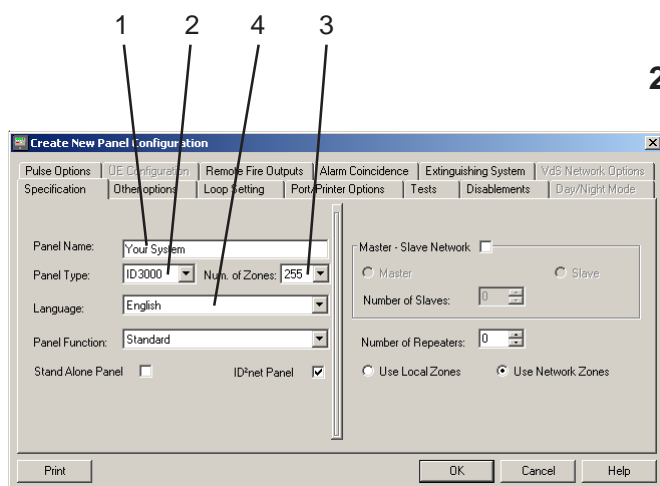 1 2 4 3
2
Create New Panel Configuration
Pulse Options OE Configuration Remote Fire Outputs Alarm Coincidence Extinguishing System VdS Network Options
Specification Other options Loop Setting Port/Printer Options Tests Disablements Day/Night Mode
Panel Name: Your System
Panel Type: ID3000 Num. of Zones: 255
Language: English
Panel Function: Standard
Stand Alone Panel ID²net Panel
Master - Slave Network
Master Slave
Number of Slaves: 0
Number of Repeaters: 0
Use Local Zones Use Network Zones
Print OK Cancel Help